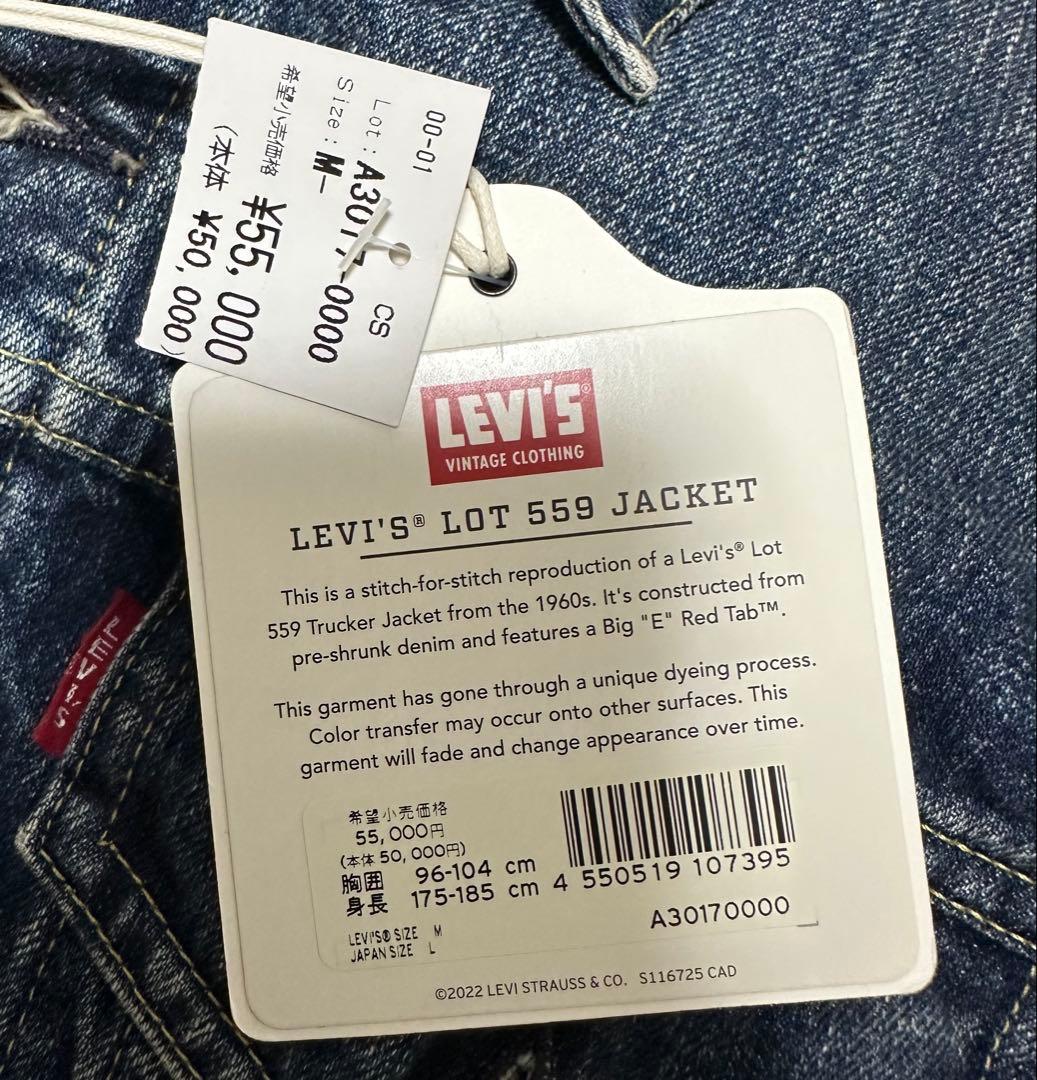 00-01
CS
Lot: A3017-0000
Size: M-
希望小売価格 ¥55,000
(本体 ¥50,000)
LEVI'S®
VINTAGE CLOTHING
LEVI'S® LOT 559 JACKET
This is a stitch-for-stitch reproduction of a Levi's® Lot
559 Trucker Jacket from the 1960s. It's constructed from
pre-shrunk denim and features a Big "E" Red Tab™.
This garment has gone through a unique dyeing process.
Color transfer may occur onto other surfaces. This
garment will fade and change appearance over time.
希望小売価格
55,000円
(本体 50,000円)
胸囲 96-104 cm
身長 175-185 cm
4 550519 107395
A30170000
LEVI'S® SIZE M
JAPAN SIZE L
©2022 LEVI STRAUSS & CO. S116725 CAD
LEVI'S